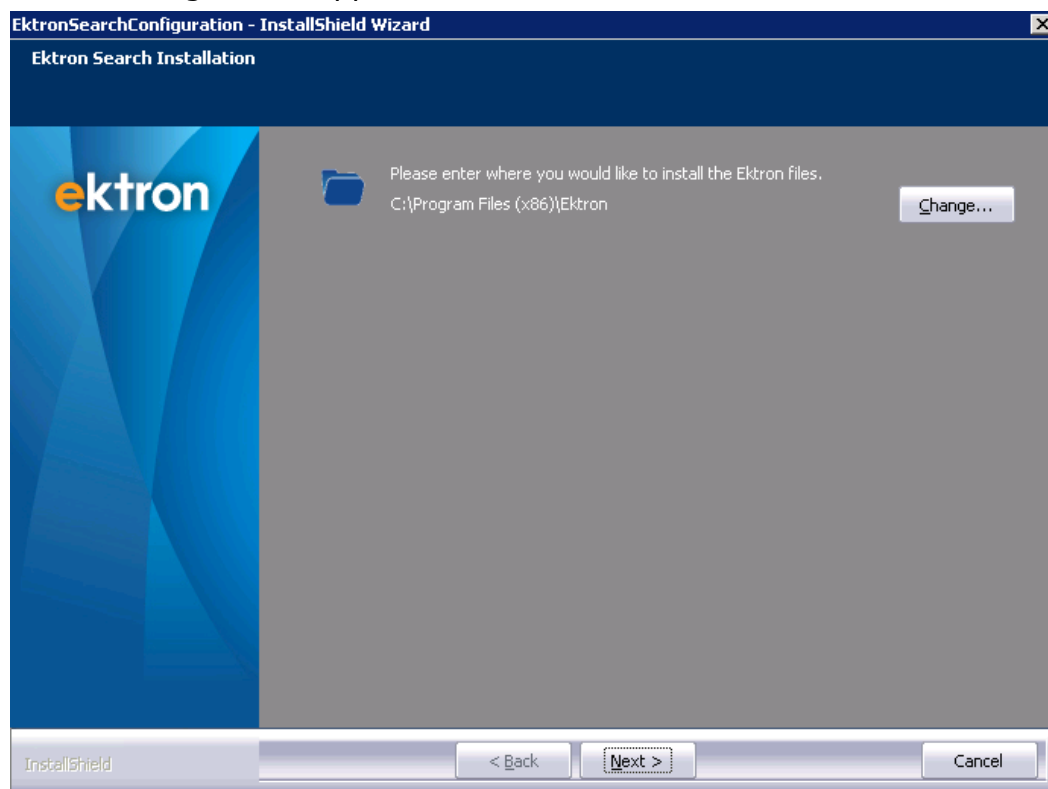 EktronSearchConfiguration - InstallShield Wizard
Ektron Search Installation
ektron
Please enter where you would like to install the Ektron files.
C:\Program Files (x86)\Ektron
Change...
InstallShield
< Back
Next >
Cancel